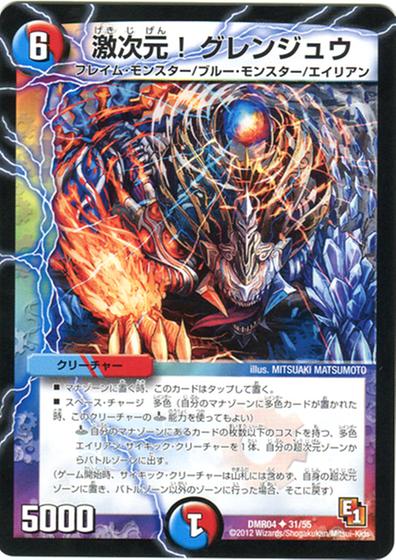 6
げきじげん
激次元！グレンジュウ
フレイム・モンスター/ブルー・モンスター/エイリアン
illus. MITSUAKI MATSUMOTO
クリーチャー
■ マナゾーンに置く時、このカードはタップして置く。
■ スペース・チャージ 多色（自分のマナゾーンに多色カードが置かれた
時、このクリーチャーの能力を使ってもよい）
自分のマナゾーンにあるカードの枚数以下のコストを持つ、多色
エイリアン・サイキック・クリーチャーを1体、自分の超次元ゾーンか
らバトルゾーンに出す。
（ゲーム開始時、サイキック・クリーチャーは山札には含めず、自身の超次元ゾーンに
置き、バトルゾーン以外のゾーンに行った場合、そこに戻す）
5000
1
DMR04 ◆ 31/55
©2012 Wizards/Shogakukan/Mitsui-Kids
E1